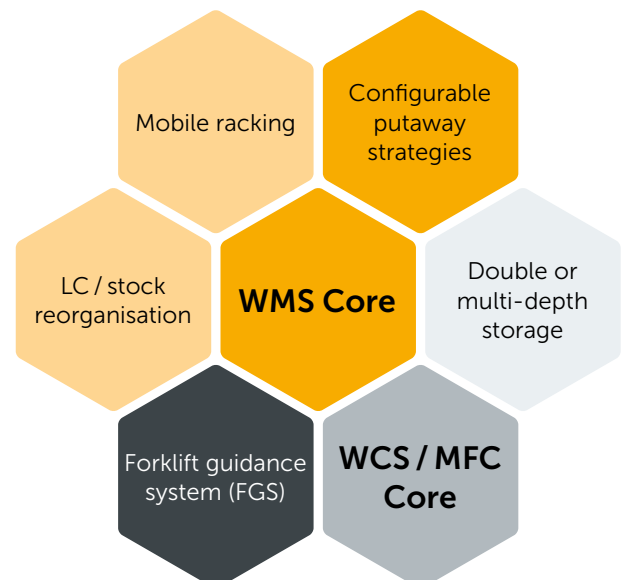 Mobile racking
Configurable
putaway
strategies
LC / stock
reorganisation
WMS Core
Double or
multi-depth
storage
Forklift guidance
system (FGS)
WCS / MFC
Core